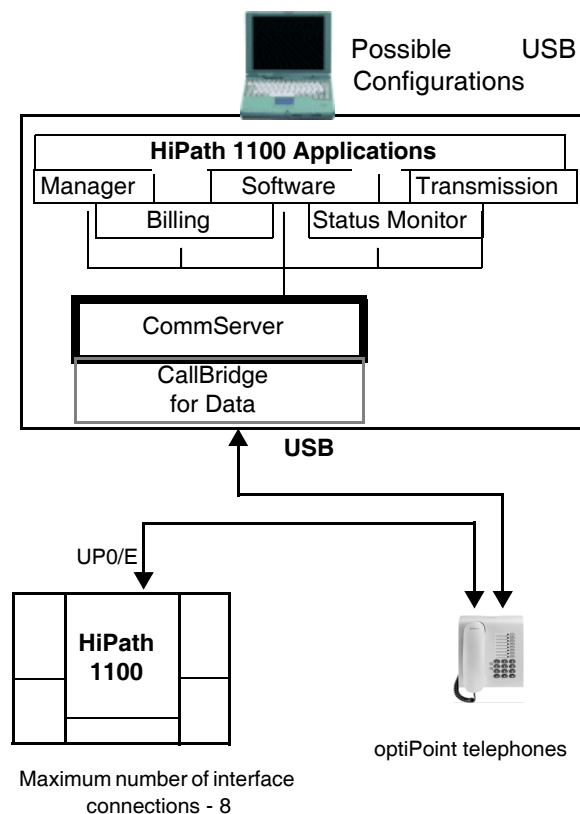 Possible USB
Configurations
HiPath 1100 Applications
Manager Software Transmission
Billing Status Monitor
CommServer
CallBridge
for Data
USB
UP0/E
HiPath
1100
optiPoint telephones
Maximum number of interface
connections - 8